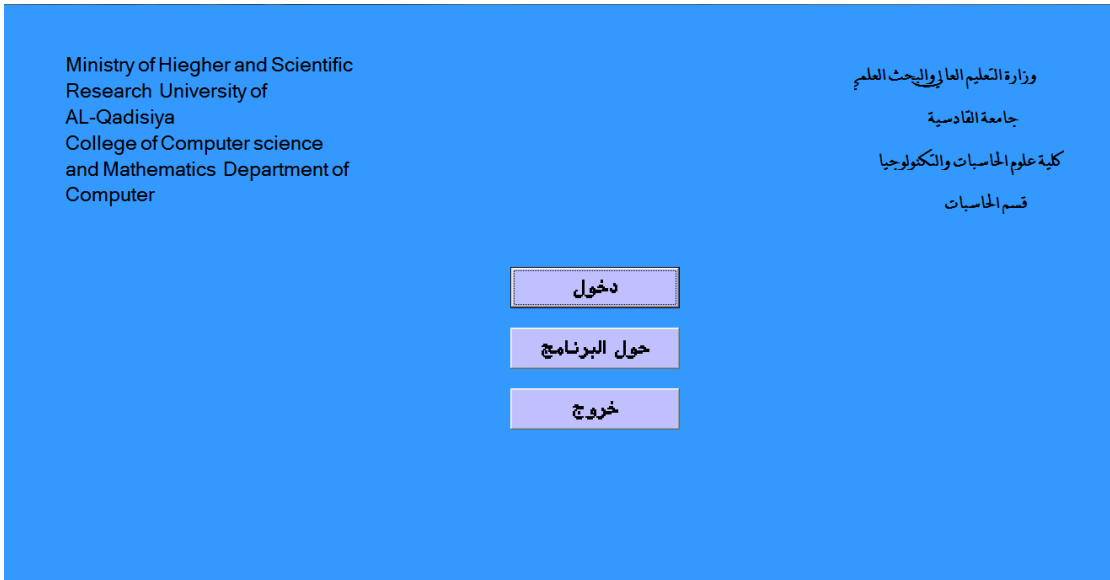 Ministry of Hiegher and Scientific
Research University of
AL-Qadisiya
College of Computer science
and Mathematics Department of
Computer
وزارة التعليم العالي والبحث العلمي
جامعة القادسية
كلية علوم الحاسبات والتكنولوجيا
قسم الحاسبات
دخول
حول البرنامج
خروج